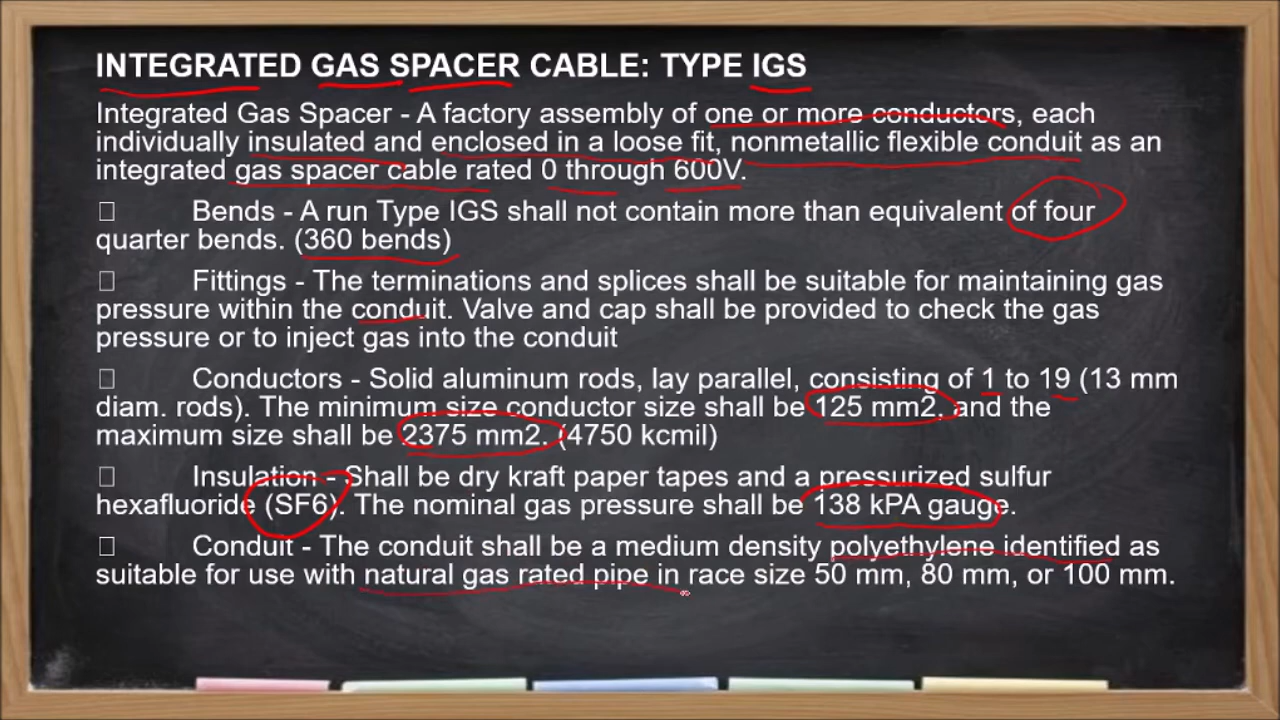 INTEGRATED GAS SPACER CABLE: TYPE IGS
Integrated Gas Spacer - A factory assembly of one or more conductors, each
individually insulated and enclosed in a loose fit, nonmetallic flexible conduit as an
integrated gas spacer cable rated 0 through 600V.
Bends - A run Type IGS shall not contain more than equivalent of four
quarter bends. (360 bends)
Fittings - The terminations and splices shall be suitable for maintaining gas
pressure within the conduit. Valve and cap shall be provided to check the gas
pressure or to inject gas into the conduit
Conductors - Solid aluminum rods, lay parallel, consisting of 1 to 19 (13 mm
diam. rods). The minimum size conductor size shall be 125 mm2. and the
maximum size shall be 2375 mm2. (4750 kcmil)
Insulation - Shall be dry kraft paper tapes and a pressurized sulfur
hexafluoride (SF6). The nominal gas pressure shall be 138 kPA gauge.
Conduit - The conduit shall be a medium density polyethylene identified as
suitable for use with natural gas rated pipe in race size 50 mm, 80 mm, or 100 mm.